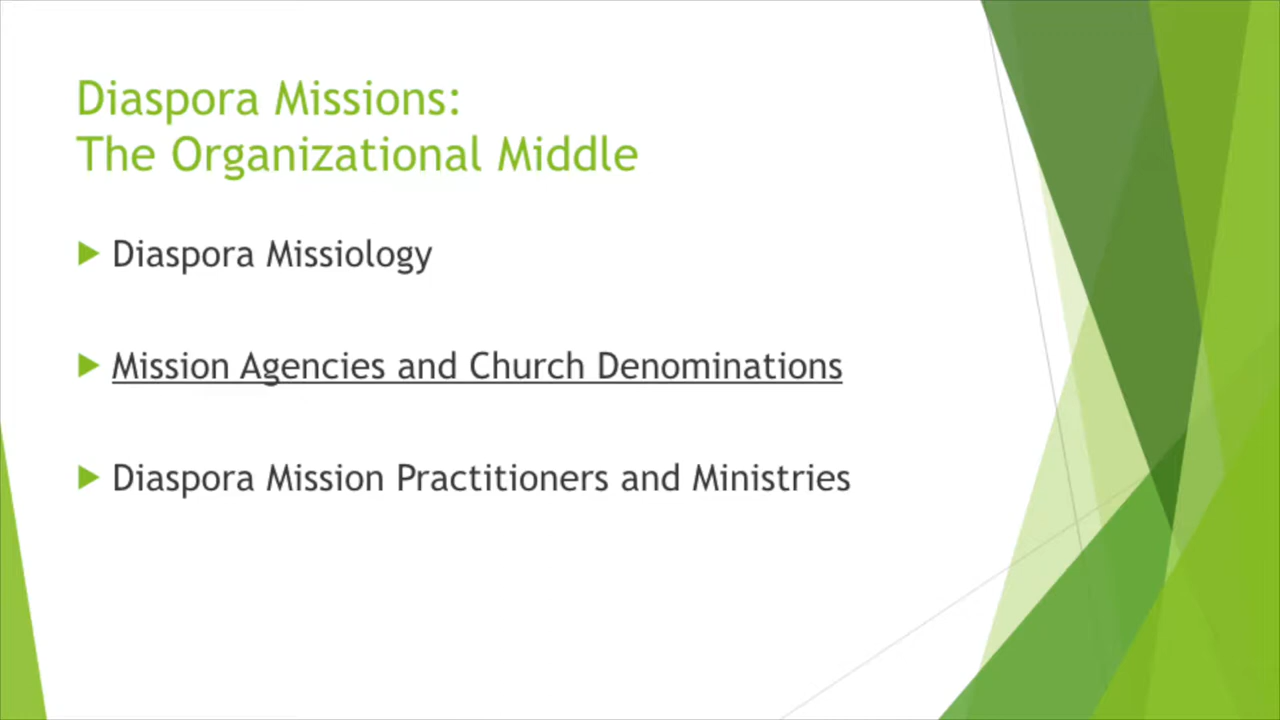 Diaspora Missions:
The Organizational Middle
Diaspora Missiology
Mission Agencies and Church Denominations
Diaspora Mission Practitioners and Ministries